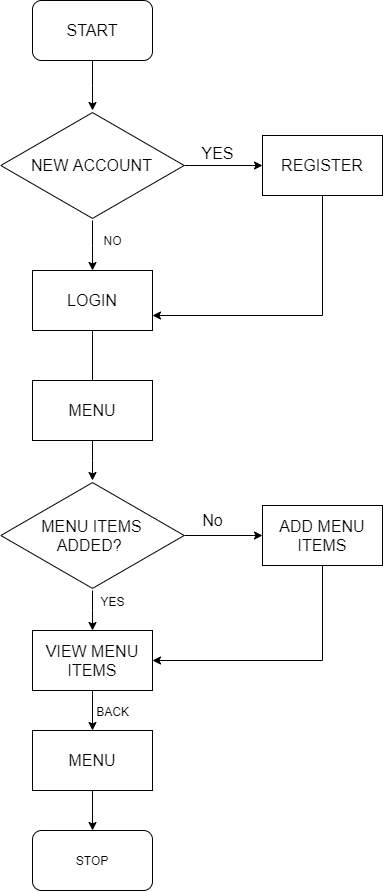 START
NEW ACCOUNT
YES
REGISTER
NO
LOGIN
MENU
MENU ITEMS
ADDED?
No
ADD MENU
ITEMS
YES
VIEW MENU
ITEMS
BACK
MENU
STOP